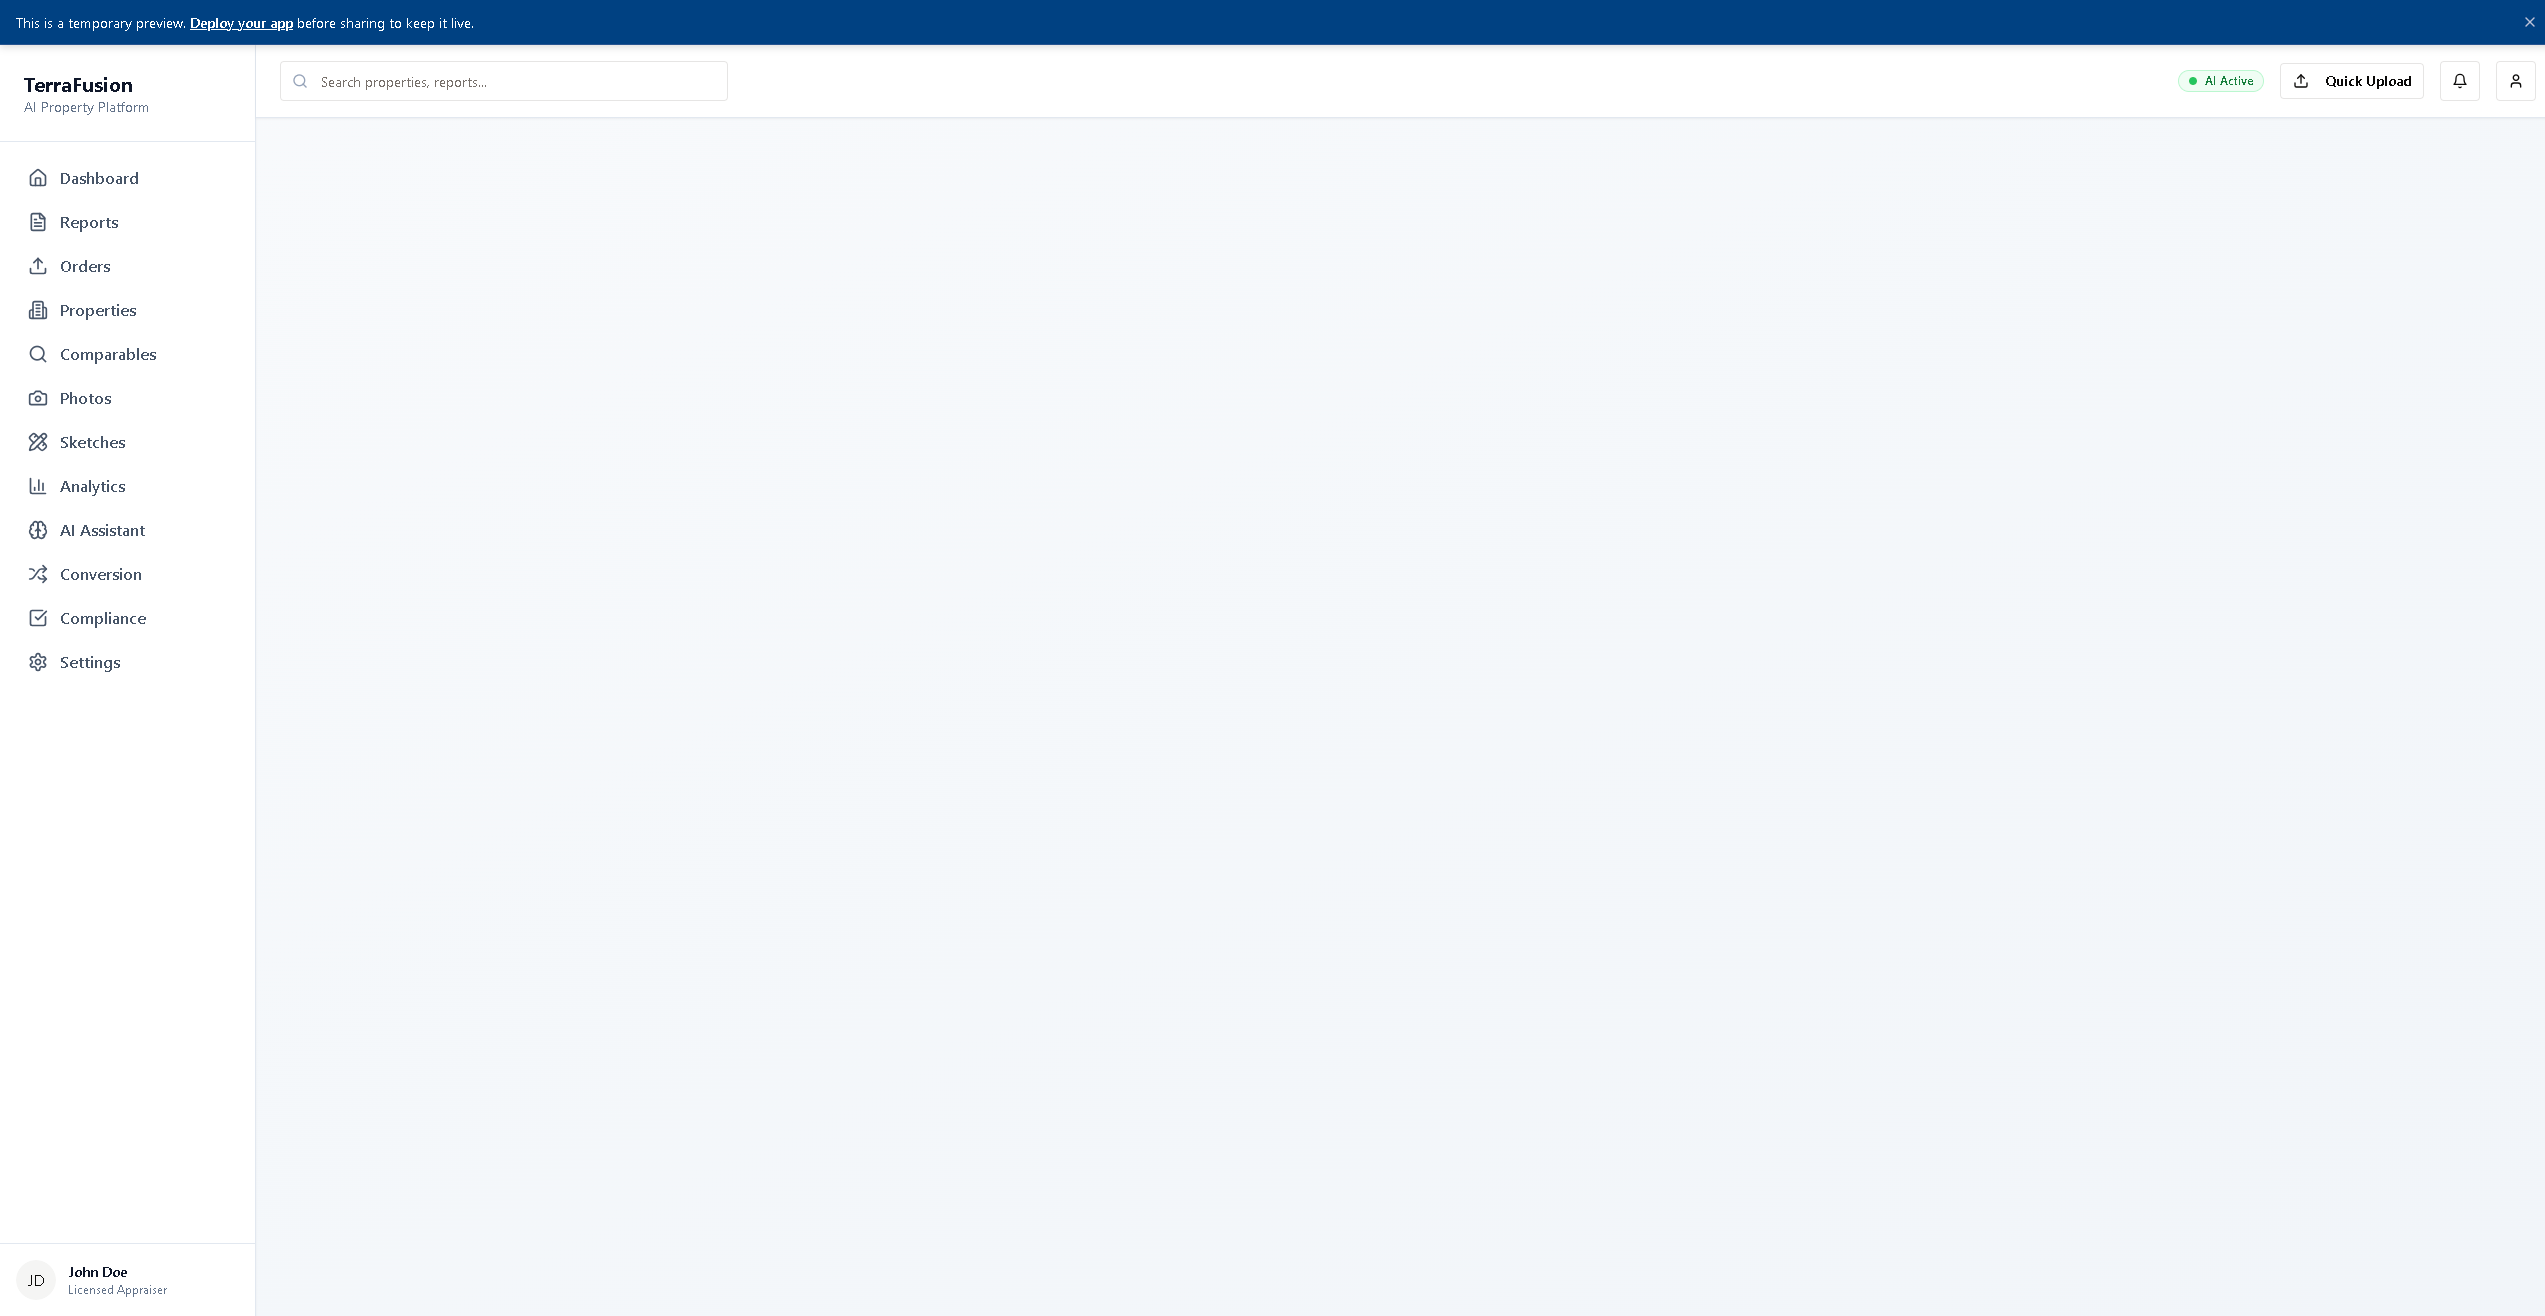 This is a temporary preview. Deploy your app before sharing to keep it live.
TerraFusion
AI Property Platform
Search properties, reports...
AI Active
Quick Upload
Dashboard
Reports
Orders
Properties
Comparables
Photos
Sketches
Analytics
AI Assistant
Conversion
Compliance
Settings
JD
John Doe
Licensed Appraiser